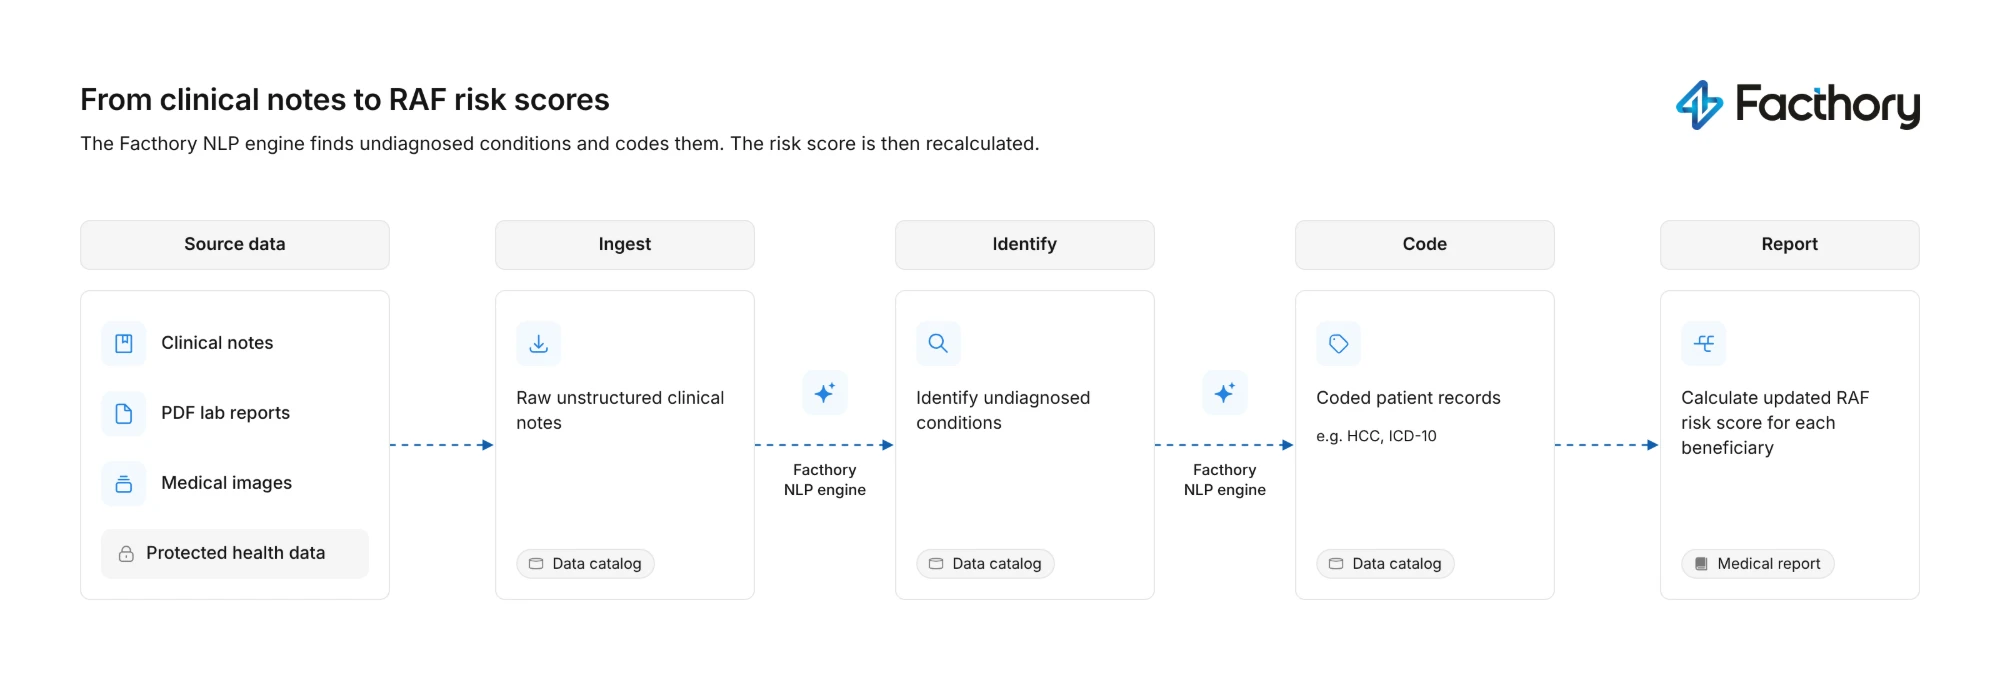 From clinical notes to RAF risk scores
The Facthory NLP engine finds undiagnosed conditions and codes them. The risk score is then recalculated.
Facthory
Source data
Clinical notes
PDF lab reports
Medical images
Protected health data
Ingest
Raw unstructured clinical
notes
Data catalog
Facthory
NLP engine
Identify
Identify undiagnosed
conditions
Data catalog
Facthory
NLP engine
Code
Coded patient records
e.g. HCC, ICD-10
Data catalog
Report
Calculate updated RAF
risk score for each
beneficiary
Medical report